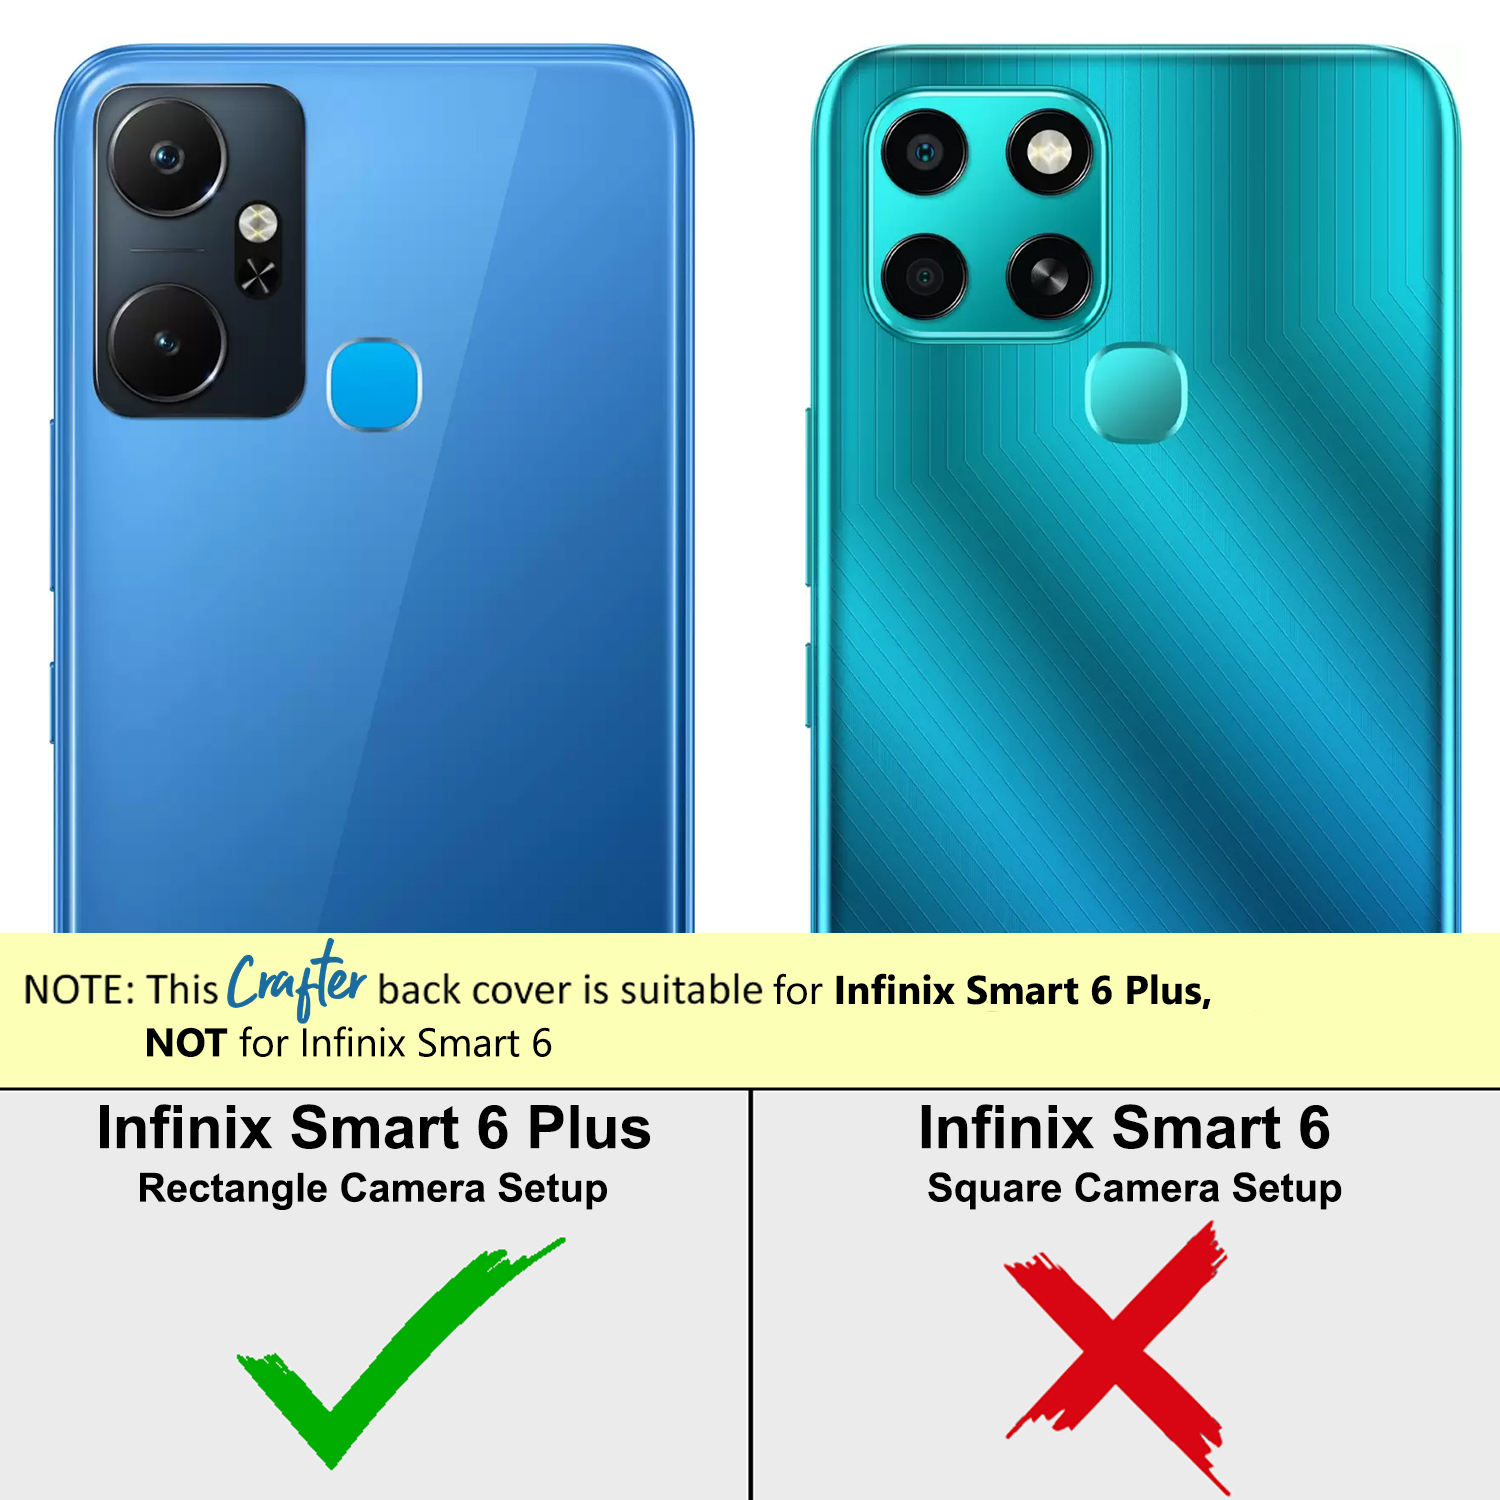 NOTE: This Crafter back cover is suitable for Infinix Smart 6 Plus,
NOT for Infinix Smart 6
Infinix Smart 6 Plus
Rectangle Camera Setup
Infinix Smart 6
Square Camera Setup